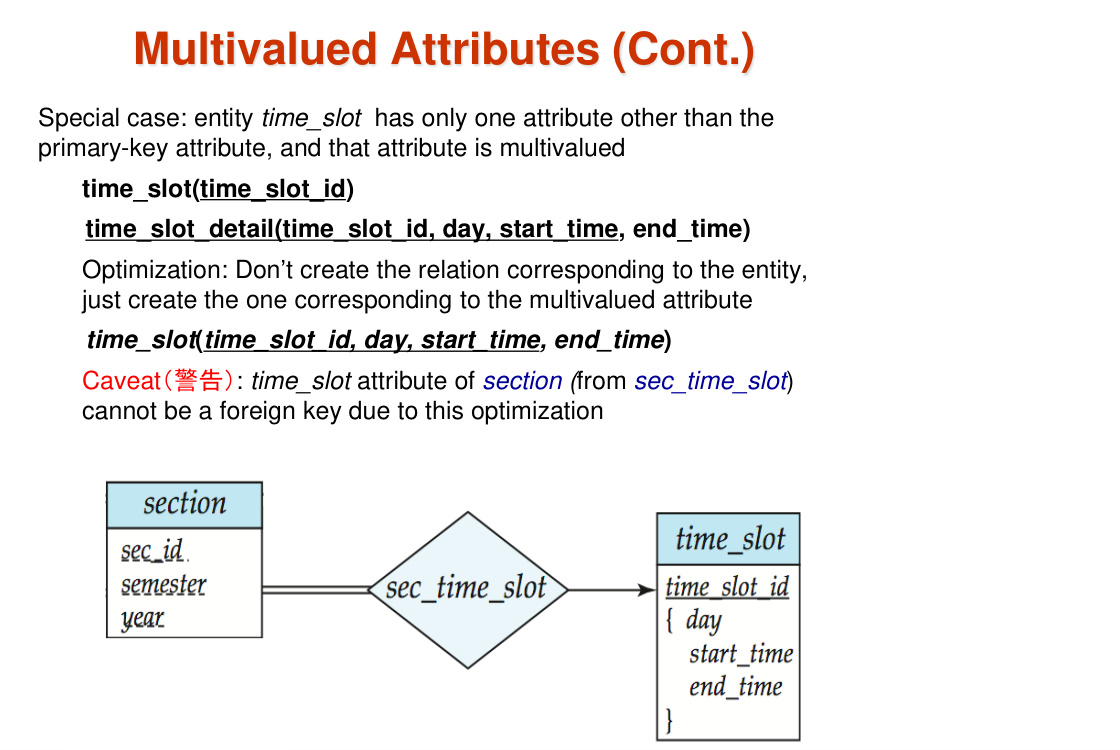 Multivalued Attributes (Cont.)
Special case: entity time_slot has only one attribute other than the
primary-key attribute, and that attribute is multivalued
time_slot(time_slot_id)
time_slot_detail(time_slot_id, day, start_time, end_time)
Optimization: Don’t create the relation corresponding to the entity,
just create the one corresponding to the multivalued attribute
time_slot(time_slot_id, day, start_time, end_time)
Caveat（警告）: time_slot attribute of section (from sec_time_slot)
cannot be a foreign key due to this optimization
section
sec_id
semester
year
sec_time_slot
time_slot
time_slot_id
{ day
start_time
end_time
}